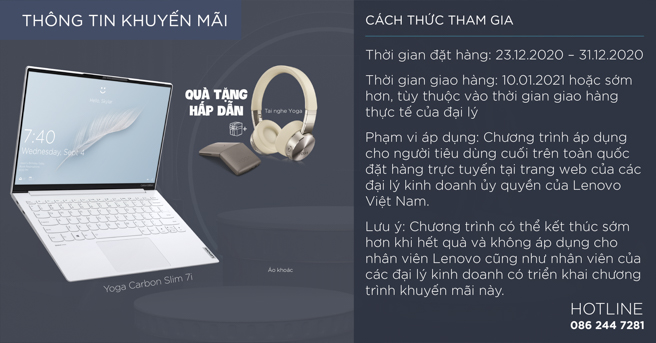 THÔNG TIN KHUYẾN MÃI
QUÀ TẶNG
HẤP DẪN
Tai nghe Yoga
7:40
Wednesday, Sept 4
Yoga Carbon Slim 7i
Áo khoác
CÁCH THỨC THAM GIA
Thời gian đặt hàng: 23.12.2020 – 31.12.2020
Thời gian giao hàng: 10.01.2021 hoặc sớm
hơn, tùy thuộc vào thời gian giao hàng
thực tế của đại lý
Phạm vi áp dụng: Chương trình áp dụng
cho người tiêu dùng cuối trên toàn quốc
đặt hàng trực tuyến tại trang web của các
đại lý kinh doanh ủy quyền của Lenovo
Việt Nam.
Lưu ý: Chương trình có thể kết thúc sớm
hơn khi hết quà và không áp dụng cho
nhân viên Lenovo cũng như nhân viên của
các đại lý kinh doanh có triển khai chương
trình khuyến mãi này.
HOTLINE
086 244 7281